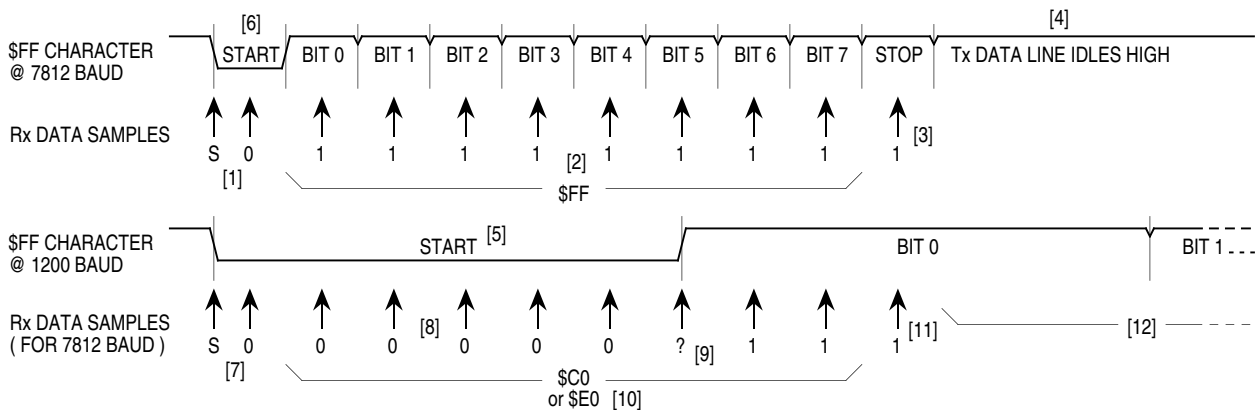 [6] [4]
$FF CHARACTER
@ 7812 BAUD
START BIT 0 BIT 1 BIT 2 BIT 3 BIT 4 BIT 5 BIT 6 BIT 7 STOP Tx DATA LINE IDLES HIGH
Rx DATA SAMPLES
S 0 1 1 1 1 1 1 1 1 1
[1] [2] [3]
$FF
$FF CHARACTER
@ 1200 BAUD
START [5] BIT 0 BIT 1
Rx DATA SAMPLES
( FOR 7812 BAUD )
S 0 0 0 0 0 0 ? 1 1 1
[7] [8] [9] [11] [12]
$C0
or $E0 [10]